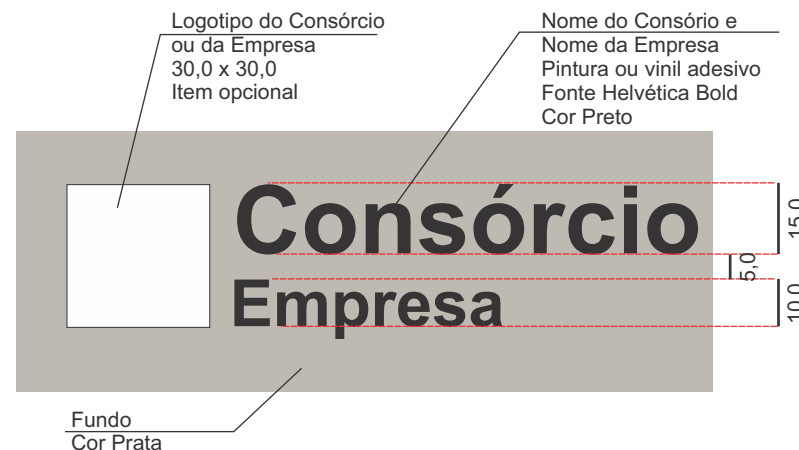 Logotipo do Consórcio
ou da Empresa
30,0 x 30,0
Item opcional
Nome do Consório e
Nome da Empresa
Pintura ou vinil adesivo
Fonte Helvética Bold
Cor Preto
Consórcio
Empresa
15,0
5,0
10,0
Fundo
Cor Prata